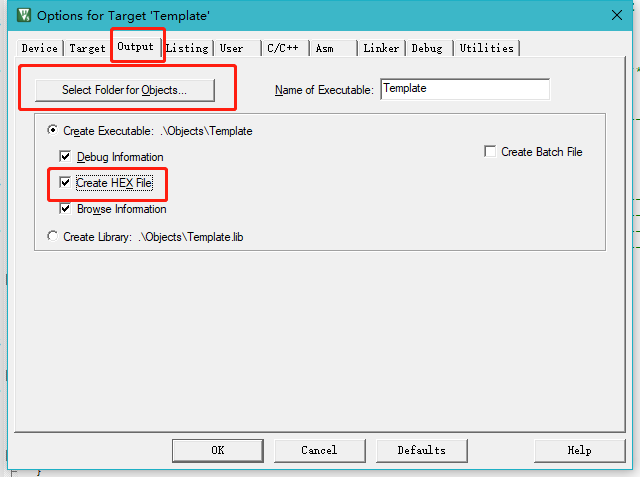 Options for Target 'Template'
Device Target Output Listing User C/C++ Asm Linker Debug Utilities
Select Folder for Objects... Name of Executable: Template
Create Executable: .\Objects\Template
Debug Information Create Batch File
Create HEX File
Browse Information
Create Library: .\Objects\Template.lib
OK Cancel Defaults Help
}